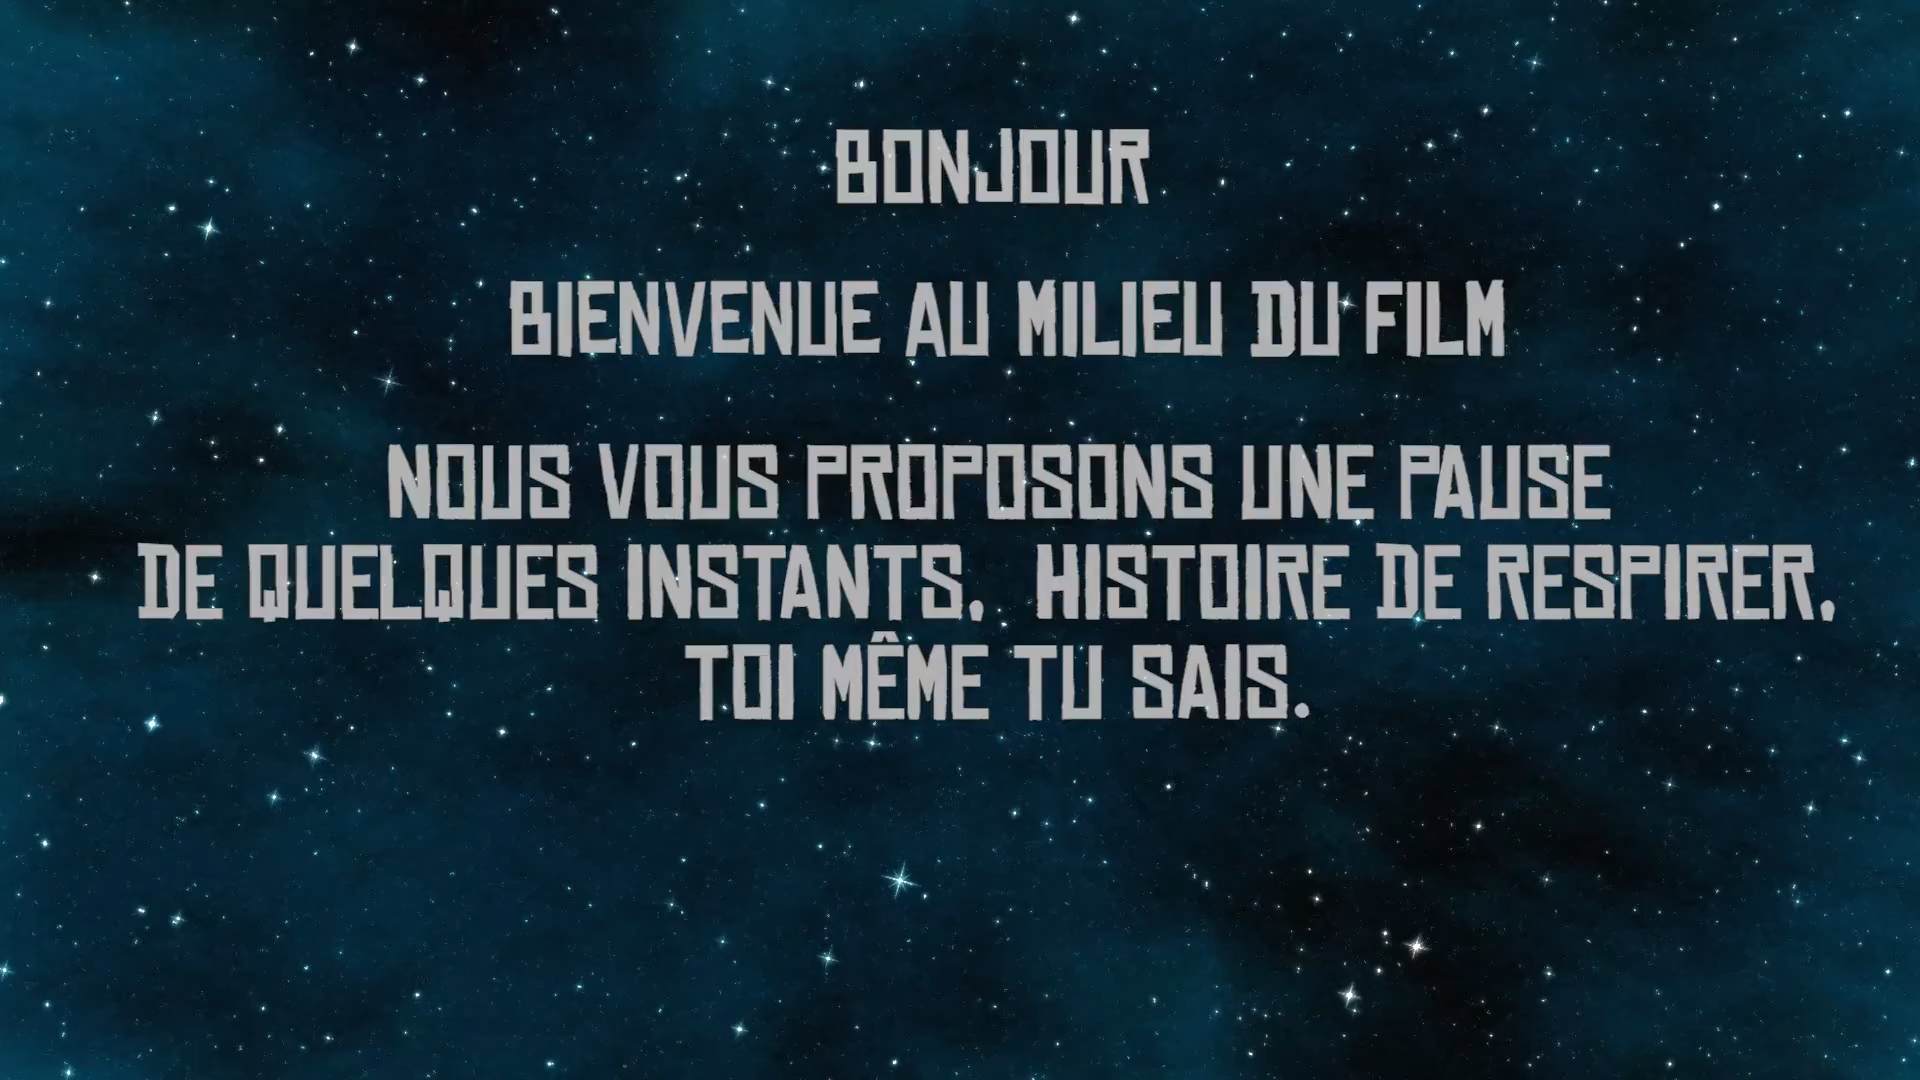 BONJOUR
BIENVENUE AU MILIEU DU FILM
NOUS VOUS PROPOSONS UNE PAUSE
DE QUELQUES INSTANTS, HISTOIRE DE RESPIRER,
TOI MÊME TU SAIS.